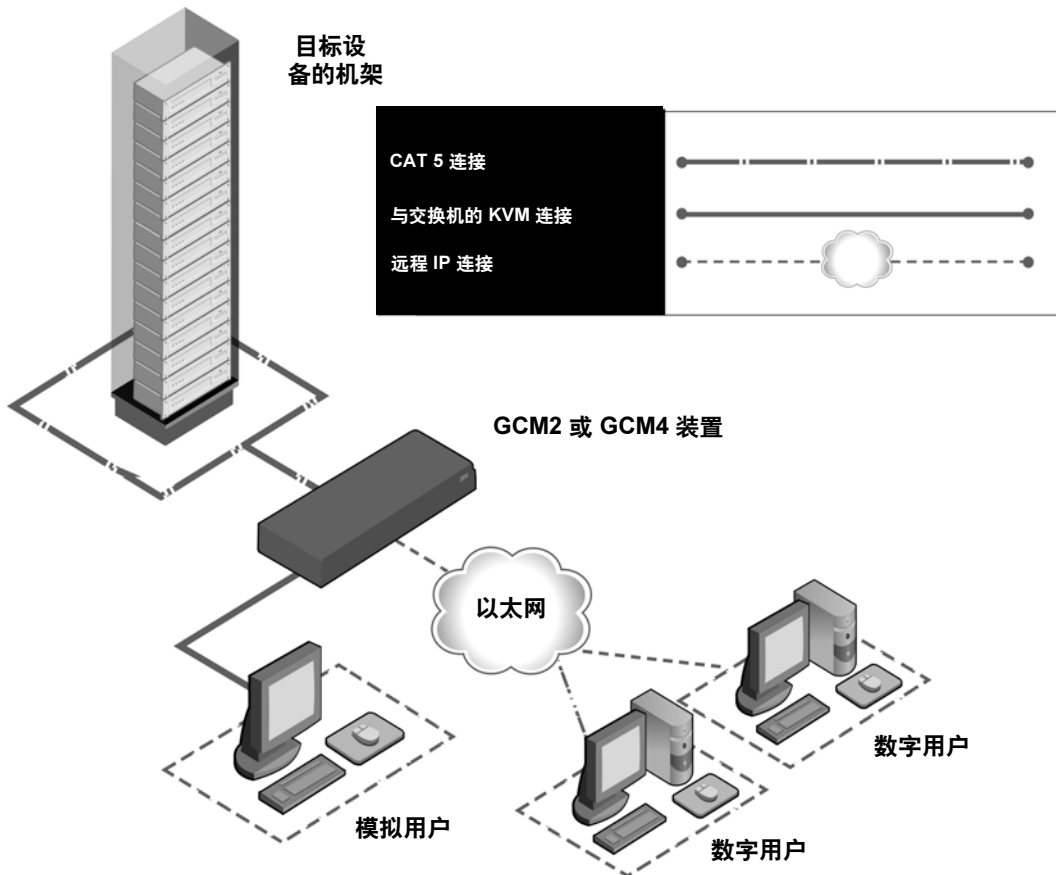 目标设
备的机架
CAT 5 连接
与交换机的 KVM 连接
远程 IP 连接
GCM2 或 GCM4 装置
以太网
数字用户
模拟用户
数字用户